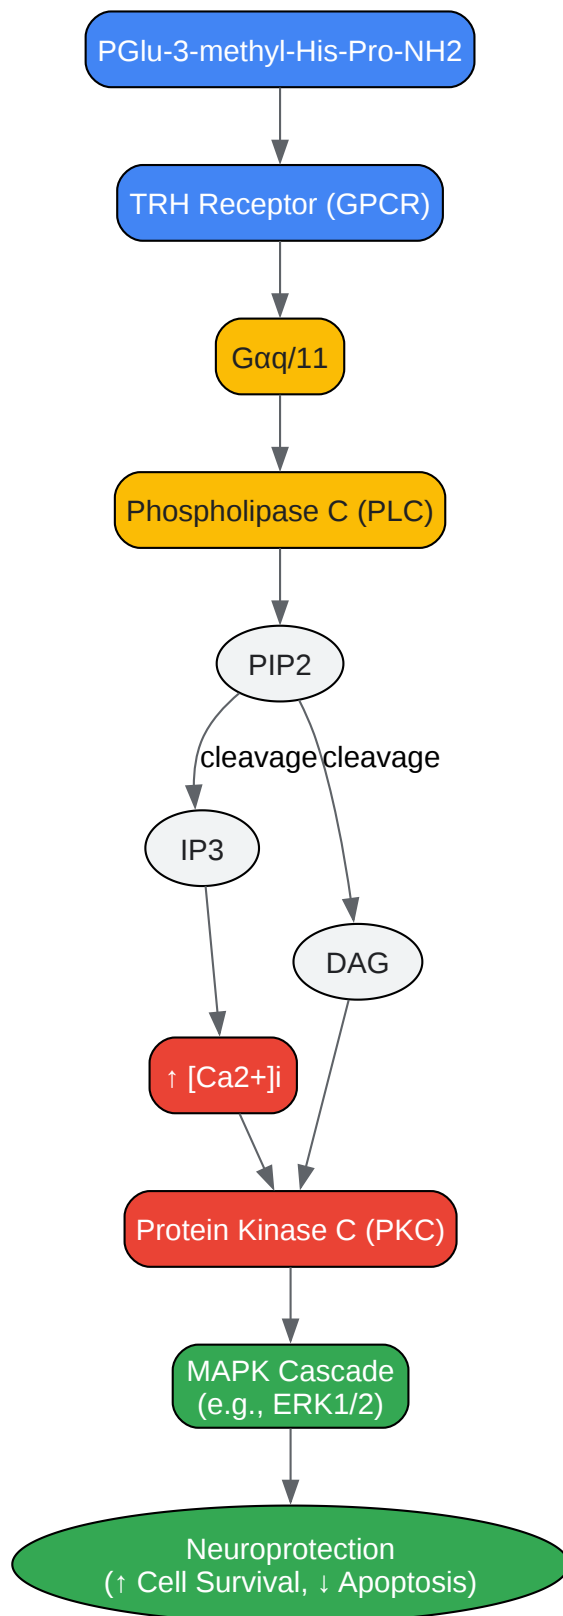 PGlu-3-methyl-His-Pro-NH2
TRH Receptor (GPCR)
Gαq/11
Phospholipase C (PLC)
PIP2
cleavage
cleavage
IP3
DAG
↑ [Ca2+]i
Protein Kinase C (PKC)
MAPK Cascade
(e.g., ERK1/2)
Neuroprotection
(↑ Cell Survival, ↓ Apoptosis)